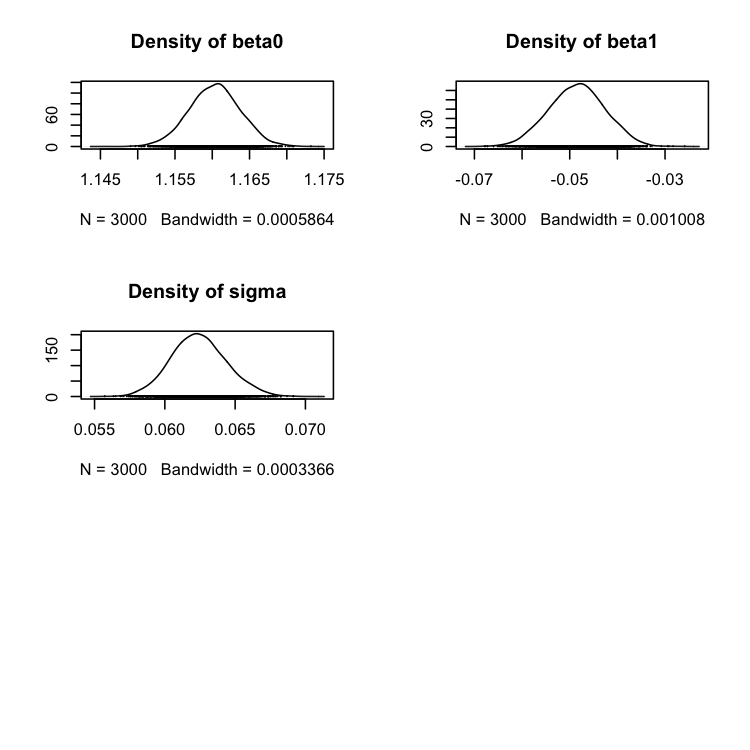 Density of beta0
60
0
1.145 1.155 1.165 1.175
N = 3000 Bandwidth = 0.0005864
Density of beta1
30
0
-0.07 -0.05 -0.03
N = 3000 Bandwidth = 0.001008
Density of sigma
150
0
0.055 0.060 0.065 0.070
N = 3000 Bandwidth = 0.0003366